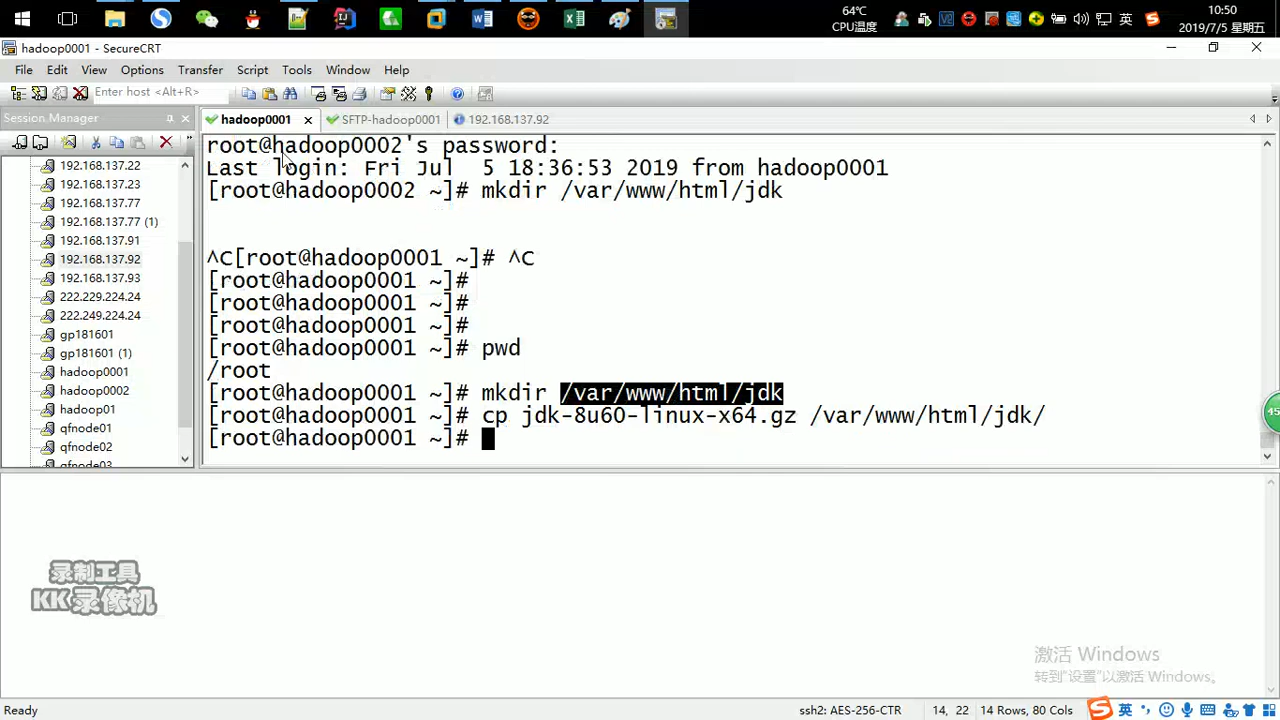 64℃
CPU温度
英
10:50
2019/7/5 星期五
hadoop0001 - SecureCRT
File Edit View Options Transfer Script Tools Window Help
Enter host <Alt+R>
Session Manager
hadoop0001
SFTP-hadoop0001
192.168.137.92
192.168.137.22
192.168.137.23
192.168.137.77
192.168.137.77 (1)
192.168.137.91
192.168.137.92
192.168.137.93
222.229.224.24
222.249.224.24
gp181601
gp181601 (1)
hadoop0001
hadoop0002
hadoop01
qfnode01
qfnode02
qfnode03
root@hadoop0002's password:
Last login: Fri Jul  5 18:36:53 2019 from hadoop0001
[root@hadoop0002 ~]# mkdir /var/www/html/jdk
^C[root@hadoop0001 ~]# ^C
[root@hadoop0001 ~]#
[root@hadoop0001 ~]#
[root@hadoop0001 ~]#
[root@hadoop0001 ~]# pwd
/root
[root@hadoop0001 ~]# mkdir /var/www/html/jdk
[root@hadoop0001 ~]# cp jdk-8u60-linux-x64.gz /var/www/html/jdk/
[root@hadoop0001 ~]#
45
录制工具
KK录像机
激活 Windows
转到"设置"以激活 Windows。
Ready
ssh2: AES-256-CTR
14, 22
14 Rows, 80 Cols
英